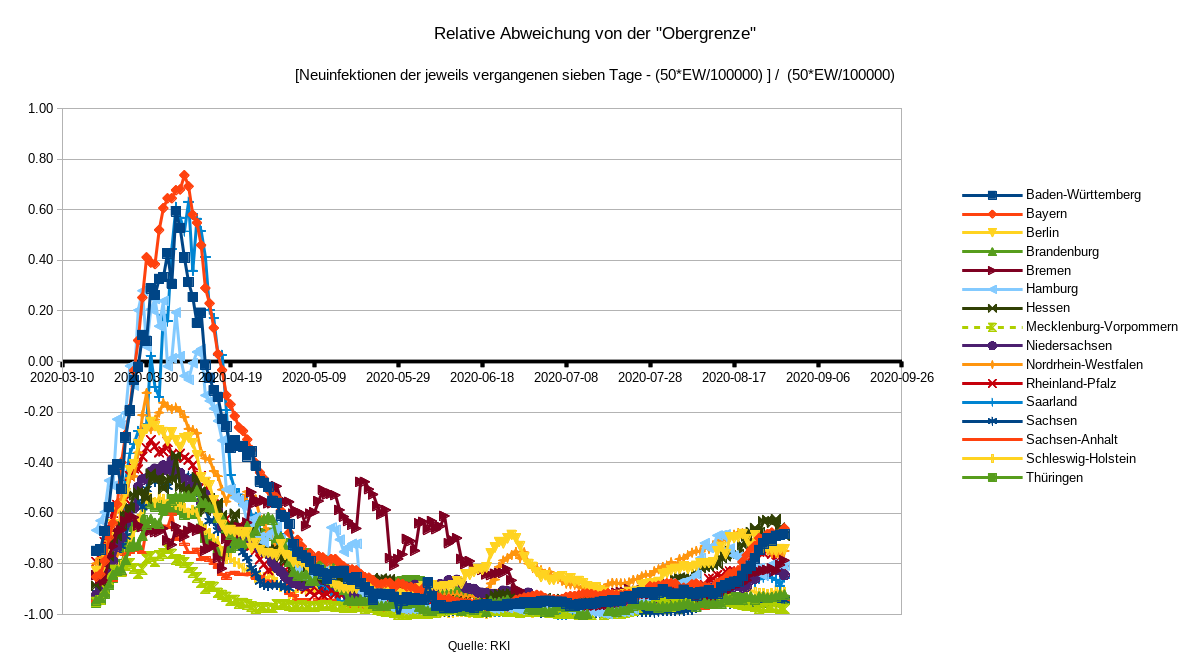 Relative Abweichung von der "Obergrenze"
[Neuinfektionen der jeweils vergangenen sieben Tage - (50*EW/100000) ] / (50*EW/100000)
1.00
0.80
0.60
0.40
0.20
0.00
-0.20
-0.40
-0.60
-0.80
-1.00
2020-03-10 2020-03-30 2020-04-19 2020-05-09 2020-05-29 2020-06-18 2020-07-08 2020-07-28 2020-08-17 2020-09-06 2020-09-26
Baden-Württemberg
Bayern
Berlin
Brandenburg
Bremen
Hamburg
Hessen
Mecklenburg-Vorpommern
Niedersachsen
Nordrhein-Westfalen
Rheinland-Pfalz
Saarland
Sachsen
Sachsen-Anhalt
Schleswig-Holstein
Thüringen
Quelle: RKI